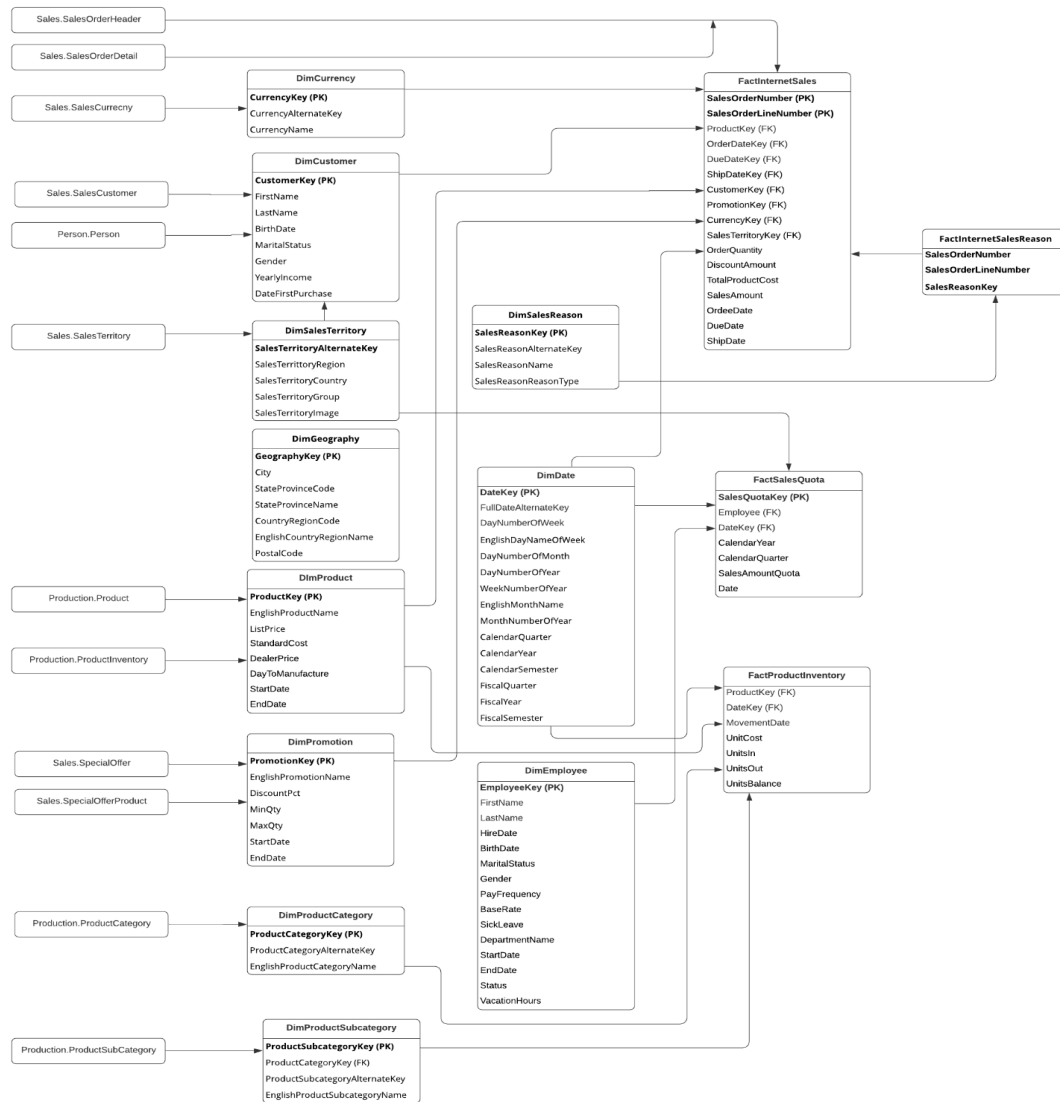 Sales.SalesOrderHeader
Sales.SalesOrderDetail
Sales.SalesCurrecny
Sales.SalesCustomer
Person.Person
Sales.SalesTerritory
Production.Product
Production.ProductInventory
Sales.SpecialOffer
Sales.SpecialOfferProduct
Production.ProductCategory
Production.ProductSubCategory
DimCurrency
CurrencyKey (PK)
CurrencyAlternateKey
CurrencyName
DimCustomer
CustomerKey (PK)
FirstName
LastName
BirthDate
MaritalStatus
Gender
YearlyIncome
DateFirstPurchase
DimSalesTerritory
SalesTerritoryAlternateKey
SalesTerrittoryRegion
SalesTerritoryCountry
SalesTerritoryGroup
SalesTerritoryImage
DimGeography
GeographyKey (PK)
City
StateProvinceCode
StateProvinceName
CountryRegionCode
EnglishCountryRegionName
PostalCode
DImProduct
ProductKey (PK)
EnglishProductName
ListPrice
StandardCost
DealerPrice
DayToManufacture
StartDate
EndDate
DimPromotion
PromotionKey (PK)
EnglishPromotionName
DiscountPct
MinQty
MaxQty
StartDate
EndDate
DimProductCategory
ProductCategoryKey (PK)
ProductCategoryAlternateKey
EnglishProductCategoryName
DimProductSubcategory
ProductSubcategoryKey (PK)
ProductCategoryKey (FK)
ProductSubcategoryAlternateKey
EnglishProductSubcategoryName
DimSalesReason
SalesReasonKey (PK)
SalesReasonAlternateKey
SalesReasonName
SalesReasonReasonType
DimDate
DateKey (PK)
FullDateAlternateKey
DayNumberOfWeek
EnglishDayNameOfWeek
DayNumberOfMonth
DayNumberOfYear
WeekNumberOfYear
EnglishMonthName
MonthNumberOfYear
CalendarQuarter
CalendarYear
CalendarSemester
FiscalQuarter
FiscalYear
FiscalSemester
DimEmployee
EmployeeKey (PK)
FirstName
LastName
HireDate
BirthDate
MaritalStatus
Gender
PayFrequency
BaseRate
SickLeave
DepartmentName
StartDate
EndDate
Status
VacationHours
FactInternetSales
SalesOrderNumber (PK)
SalesOrderLineNumber (PK)
ProductKey (FK)
OrderDateKey (FK)
DueDateKey (FK)
ShipDateKey (FK)
CustomerKey (FK)
PromotionKey (FK)
CurrencyKey (FK)
SalesTerritoryKey (FK)
OrderQuantity
DiscountAmount
TotalProductCost
SalesAmount
OrdeeDate
DueDate
ShipDate
FactSalesQuota
SalesQuotaKey (PK)
Employee (FK)
DateKey (FK)
CalendarYear
CalendarQuarter
SalesAmountQuota
Date
FactProductInventory
ProductKey (FK)
DateKey (FK)
MovementDate
UnitCost
UnitsIn
UnitsOut
UnitsBalance
FactInternetSalesReason
SalesOrderNumber
SalesOrderLineNumber
SalesReasonKey